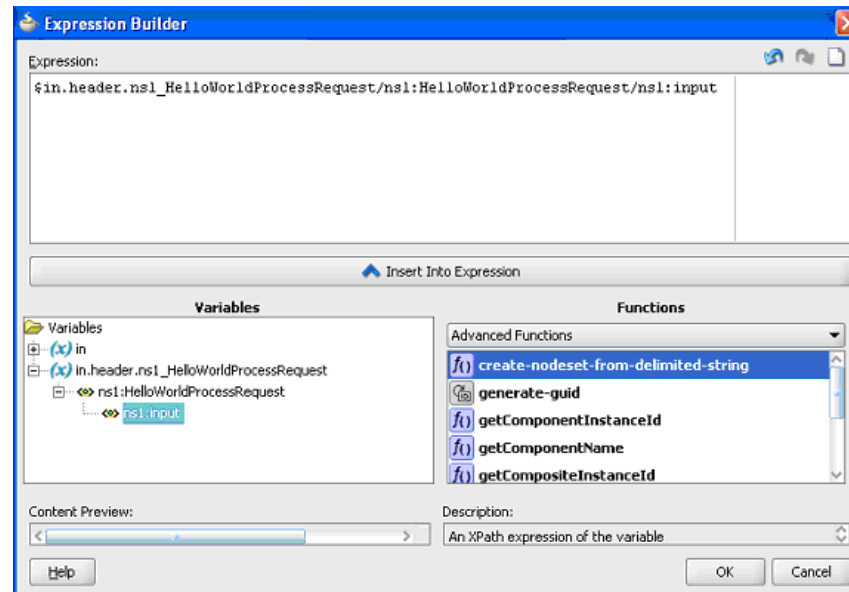 Expression Builder
Expression:
$in.header.ns1_HelloWorldProcessRequest/ns1:HelloWorldProcessRequest/ns1:input
Insert Into Expression
Variables
Functions
Variables
(x) in
(x) in.header.ns1_HelloWorldProcessRequest
ns1:HelloWorldProcessRequest
ns1:input
Advanced Functions
f() create-nodeset-from-delimited-string
generate-guid
f() getComponentInstanceId
f() getComponentName
f() getCompositeInstanceId
Content Preview:
Description:
An XPath expression of the variable
Help
OK
Cancel